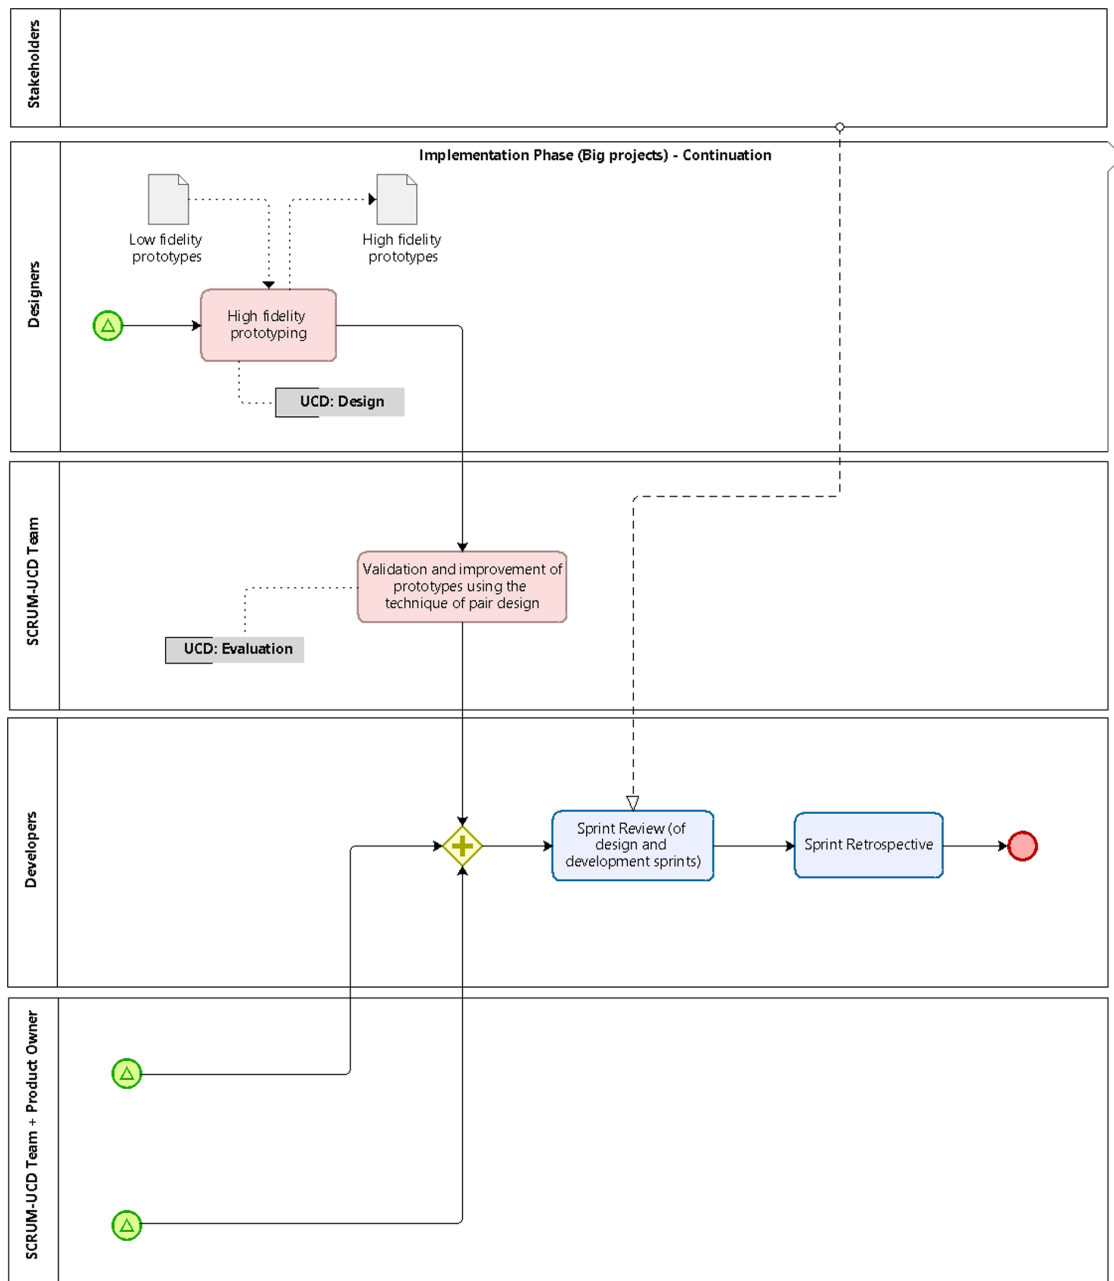 Stakeholders
Implementation Phase (Big projects) - Continuation
Designers
Low fidelity
prototypes
High fidelity
prototypes
High fidelity
prototyping
UCD: Design
SCRUM-UCD Team
Validation and improvement of
prototypes using the
technique of pair design
UCD: Evaluation
Developers
Sprint Review (of
design and
development sprints)
Sprint Retrospective
SCRUM-UCD Team + Product Owner